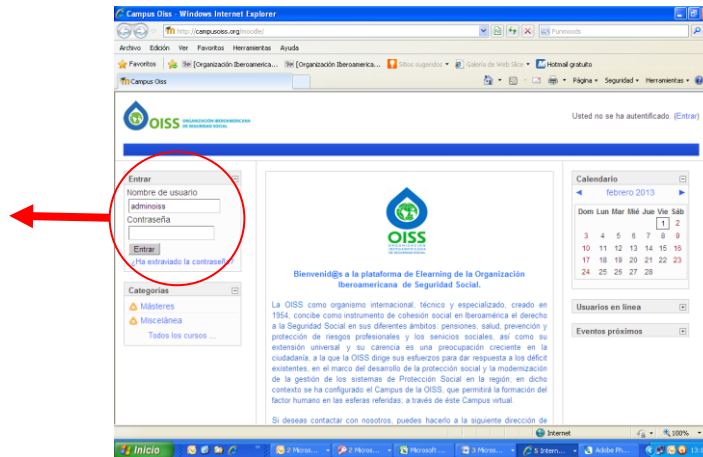 Campus Oiss - Windows Internet Explorer
http://campusoiss.org/moodle/
Funmoods
Archivo Edición Ver Favoritos Herramientas Ayuda
Favoritos [Organización Iberoamerica... [Organización Iberoamerica... Sitios sugeridos Galería de Web Slice Hotmail gratuito
Campus Oiss Página Seguridad Herramientas
OISS ORGANIZACIÓN IBEROAMERICANA DE SEGURIDAD SOCIAL
Usted no se ha autentificado. (Entrar)
Entrar
Nombre de usuario
adminoiss
Contraseña
Entrar
¿Ha extraviado la contraseña?
Categorías
Másteres
Miscelánea
Todos los cursos ...
OISS
Bienvenid@s a la plataforma de Elearning de la Organización
Iberoamericana de Seguridad Social.
La OISS como organismo internacional, técnico y especializado, creado en
1954, concibe como instrumento de cohesión social en Iberoamérica el derecho
a la Seguridad Social en sus diferentes ámbitos: pensiones, salud, prevención y
protección de riesgos profesionales y los servicios sociales, así como su
extensión universal y su carencia es una preocupación creciente en la
ciudadanía, a la que la OISS dirige sus esfuerzos para dar respuesta a los déficit
existentes, en el marco del desarrollo de la protección social y la modernización
de la gestión de los sistemas de Protección Social en la región; en dicho
contexto se ha configurado el Campus de la OISS, que permitirá la formación del
factor humano en las esferas referidas; a través de éste Campus virtual.
Si deseas contactar con nosotros, puedes hacerlo a la siguiente dirección de
Calendario
febrero 2013
Dom Lun Mar Mié Jue Vie Sáb
1 2
3 4 5 6 7 8 9
10 11 12 13 14 15 16
17 18 19 20 21 22 23
24 25 26 27 28
Usuarios en línea
Eventos próximos
Internet 100%
Inicio 2 Micros... 2 Micros... Microsoft ... 3 Micros... 5 Intern... Adobe Ph...